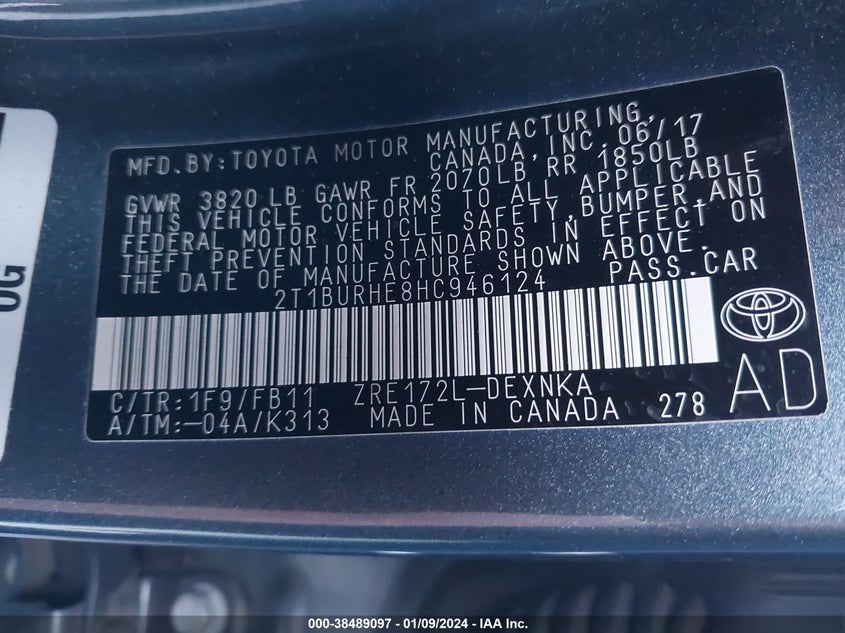 MFD.BY:TOYOTA MOTOR MANUFACTURING,
CANADA,INC. 06/17
GVWR 3820 LB GAWR FR 2070LB, RR 1850LB
THIS VEHICLE CONFORMS TO ALL APPLICABLE
FEDERAL MOTOR VEHICLE SAFETY,BUMPER,AND
THEFT PREVENTION STANDARDS IN EFFECT ON
THE DATE OF MANUFACTURE SHOWN ABOVE.
2T1BURHE8HC946124 PASS.CAR
C/TR:1F9/FB11 ZRE172L-DEXNKA
A/TM:-04A/K313 MADE IN CANADA 278
AD
OG
000-38489097 - 01/09/2024 - IAA Inc.